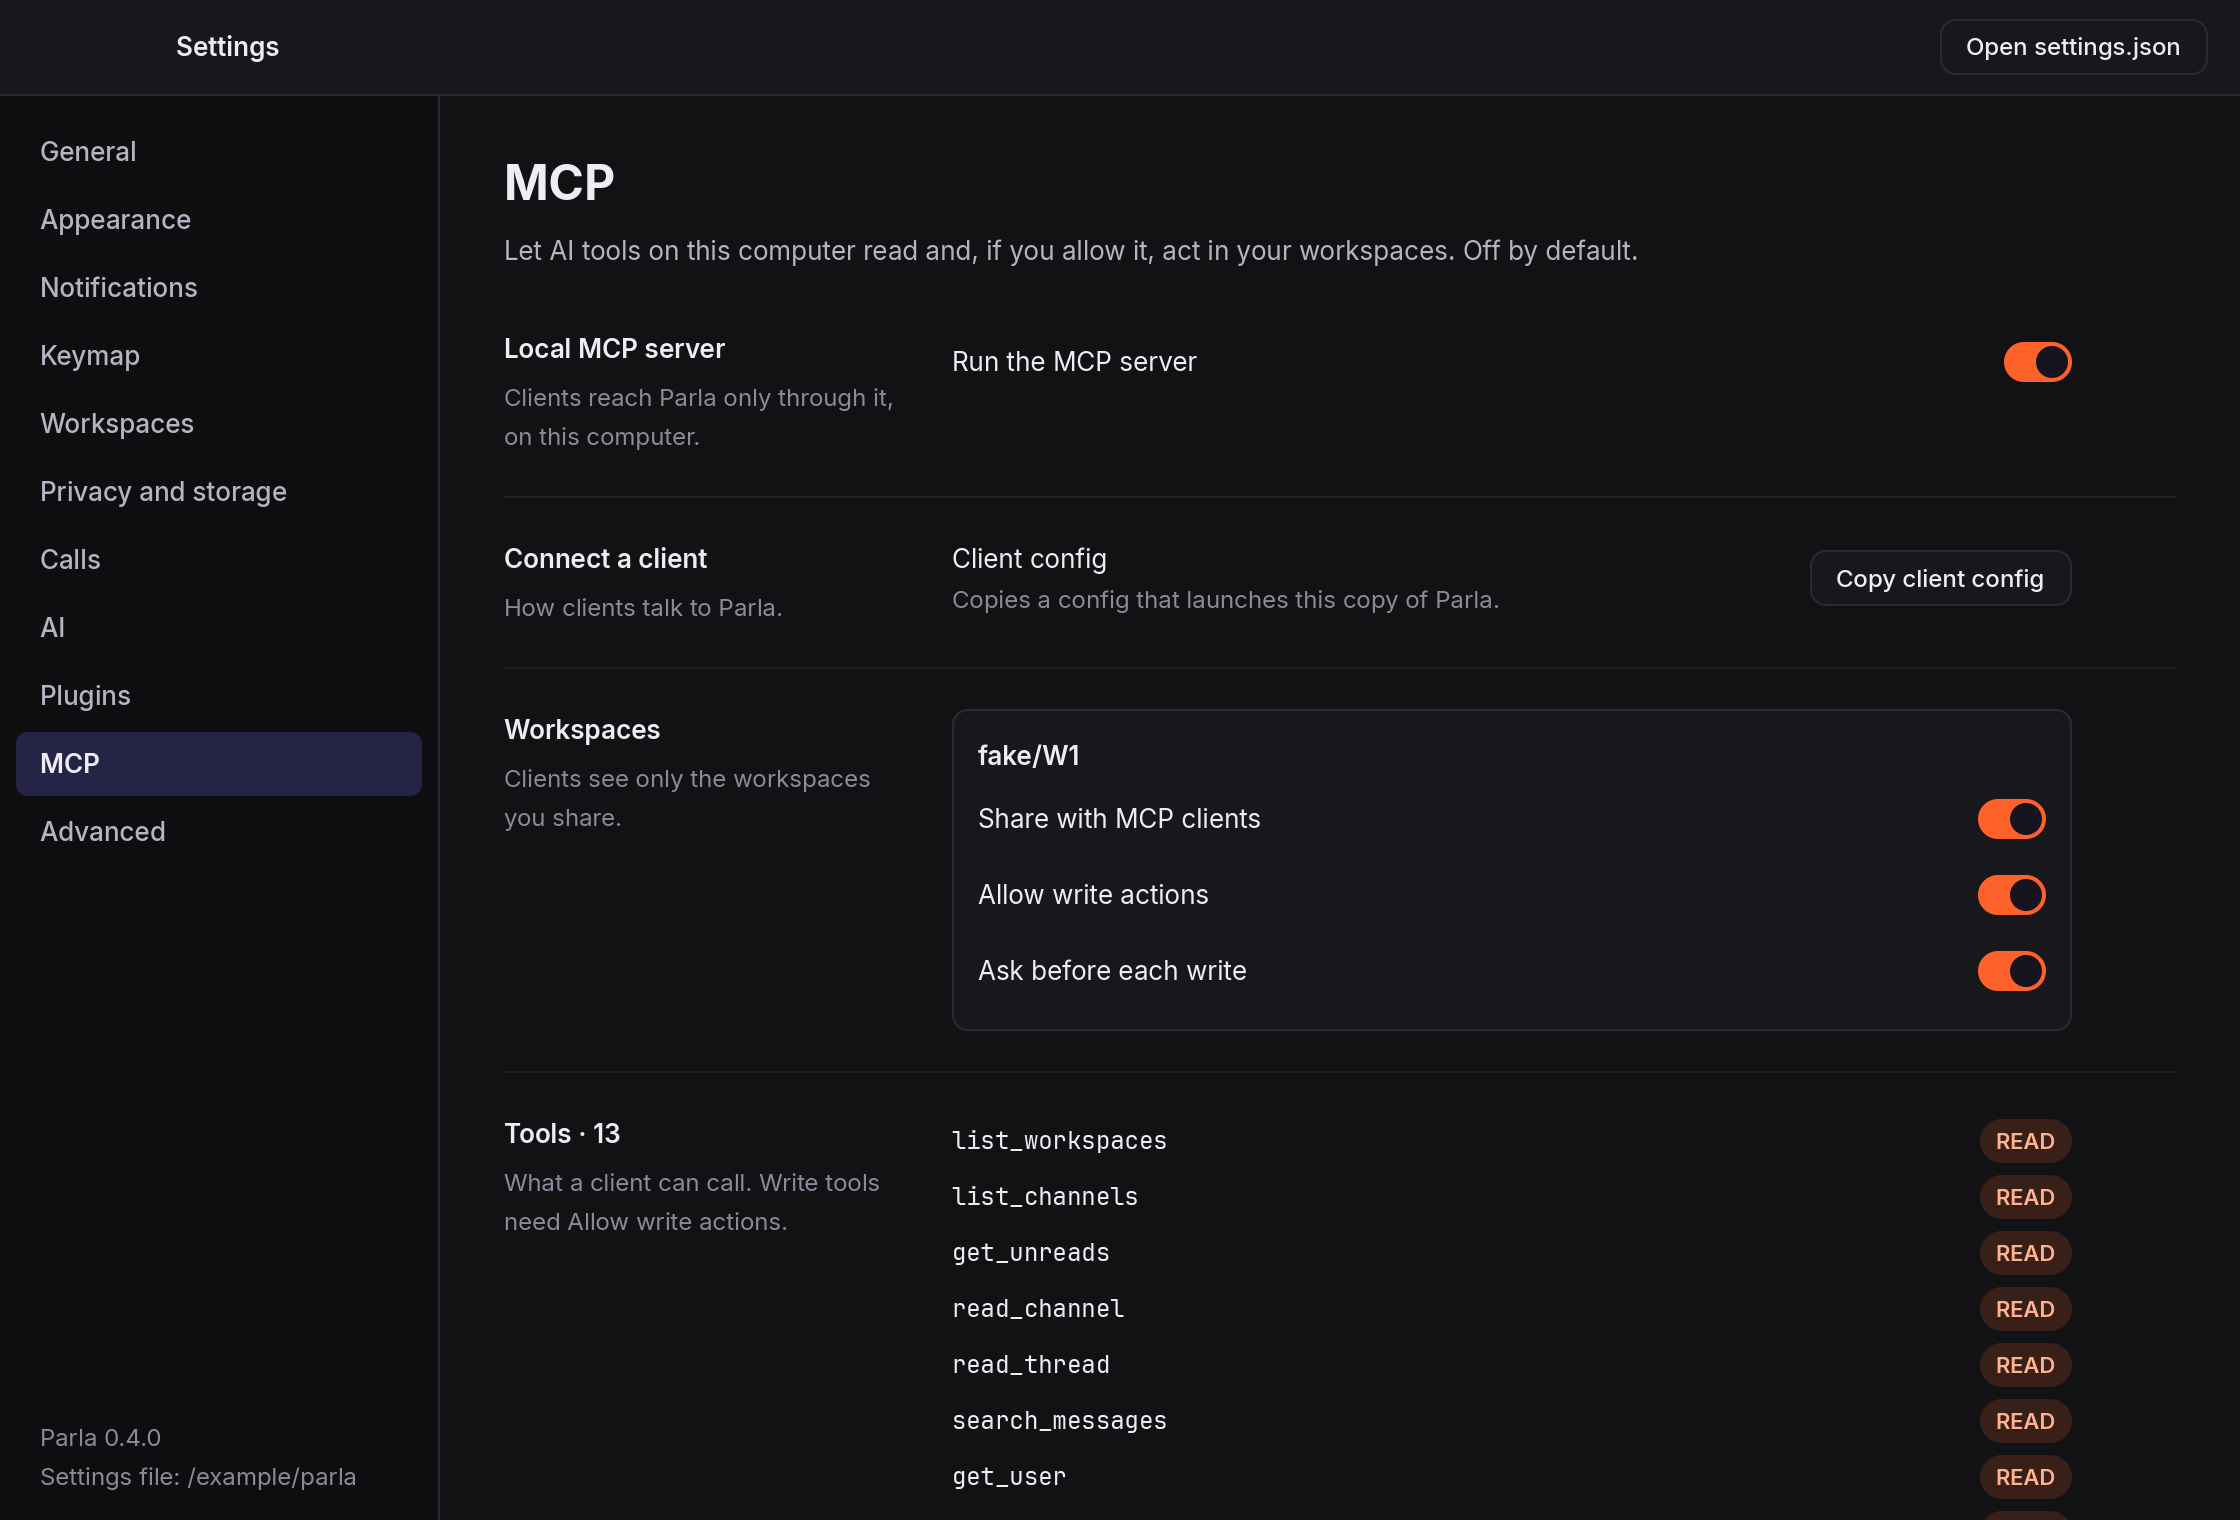 Settings
Open settings.json
General
Appearance
Notifications
Keymap
Workspaces
Privacy and storage
Calls
AI
Plugins
MCP
Advanced
Parla 0.4.0
Settings file: /example/parla
MCP
Let AI tools on this computer read and, if you allow it, act in your workspaces. Off by default.
Local MCP server
Clients reach Parla only through it,
on this computer.
Run the MCP server
Connect a client
How clients talk to Parla.
Client config
Copies a config that launches this copy of Parla.
Copy client config
Workspaces
Clients see only the workspaces
you share.
fake/W1
Share with MCP clients
Allow write actions
Ask before each write
Tools · 13
What a client can call. Write tools
need Allow write actions.
list_workspaces READ
list_channels READ
get_unreads READ
read_channel READ
read_thread READ
search_messages READ
get_user READ